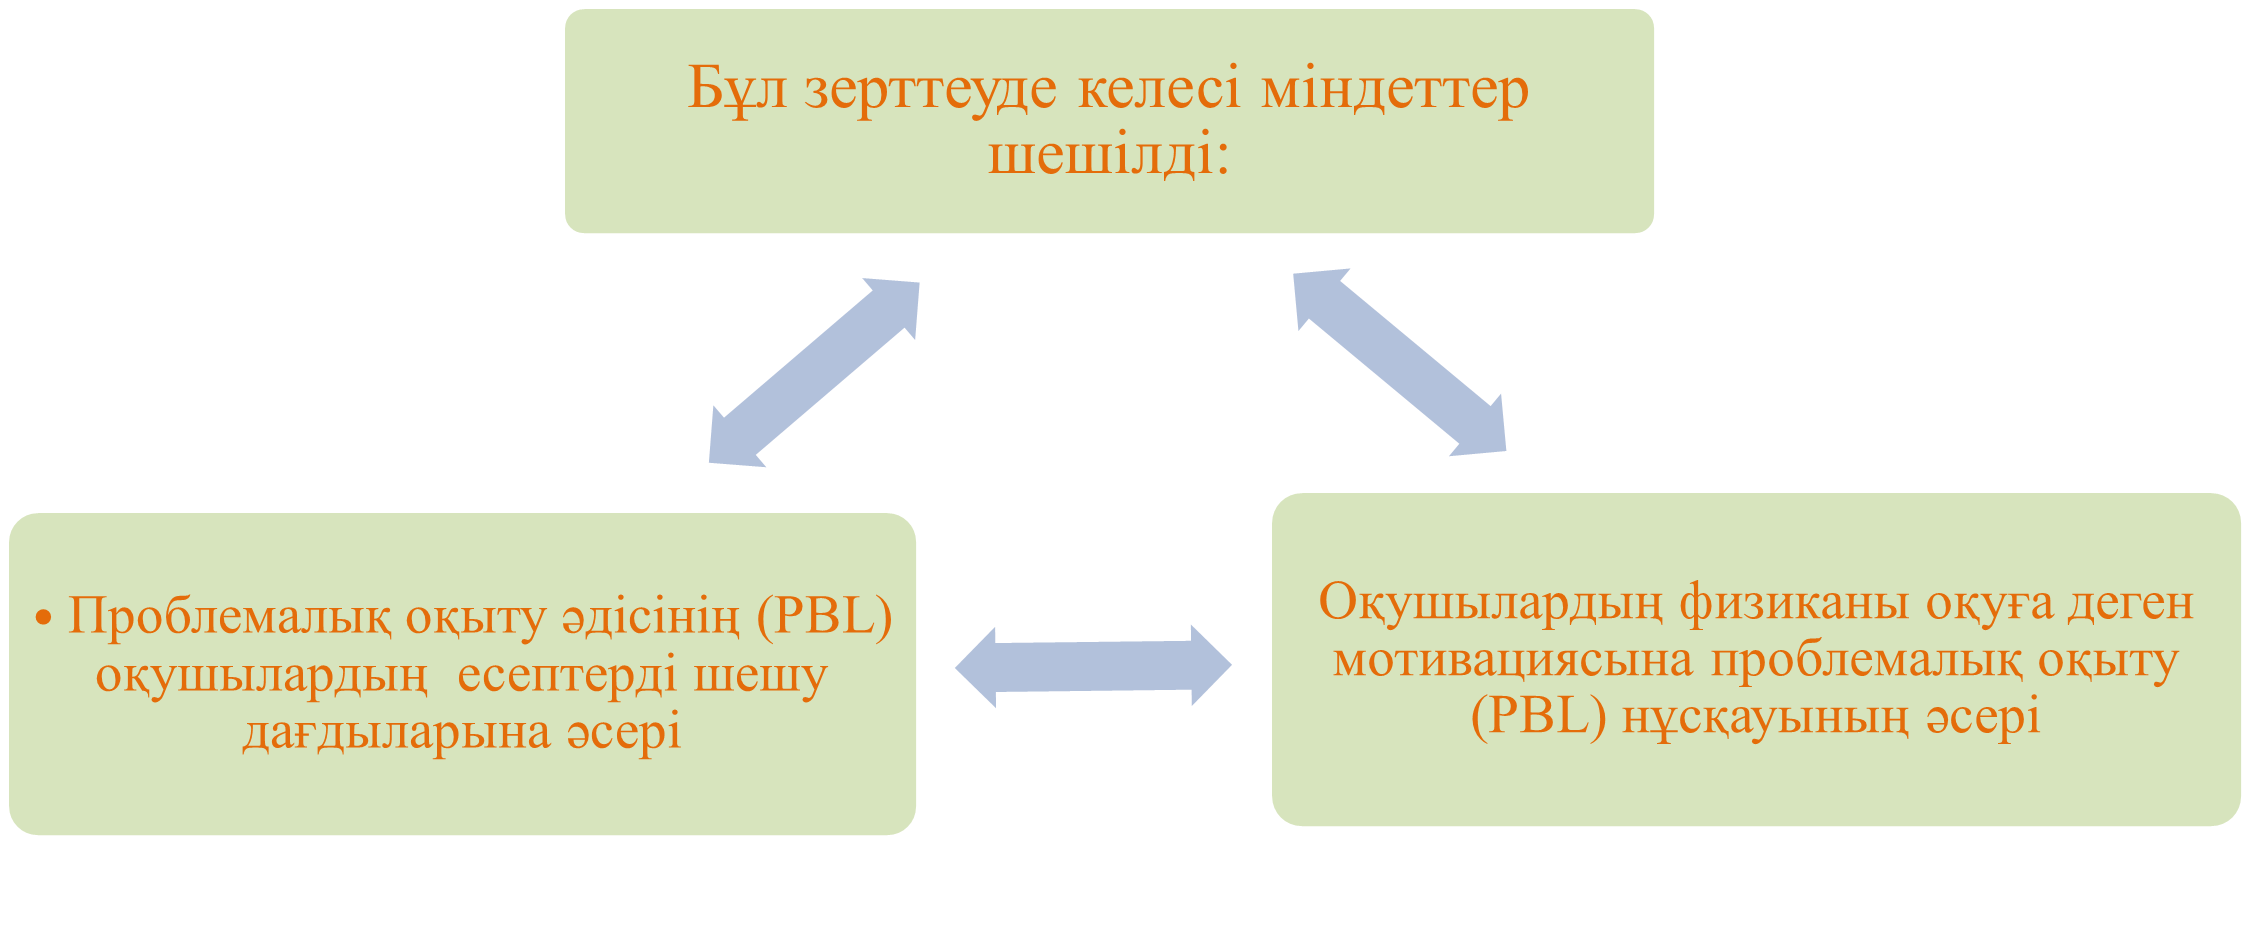 Бұл зерттеуде келесі міндеттер
шешілді:
• Проблемалық оқыту әдісінің (PBL)
оқушылардың есептерді шешу
дағдыларына әсері
Оқушылардың физиканы оқуға деген
мотивациясына проблемалық оқыту
(PBL) нұсқауының әсері